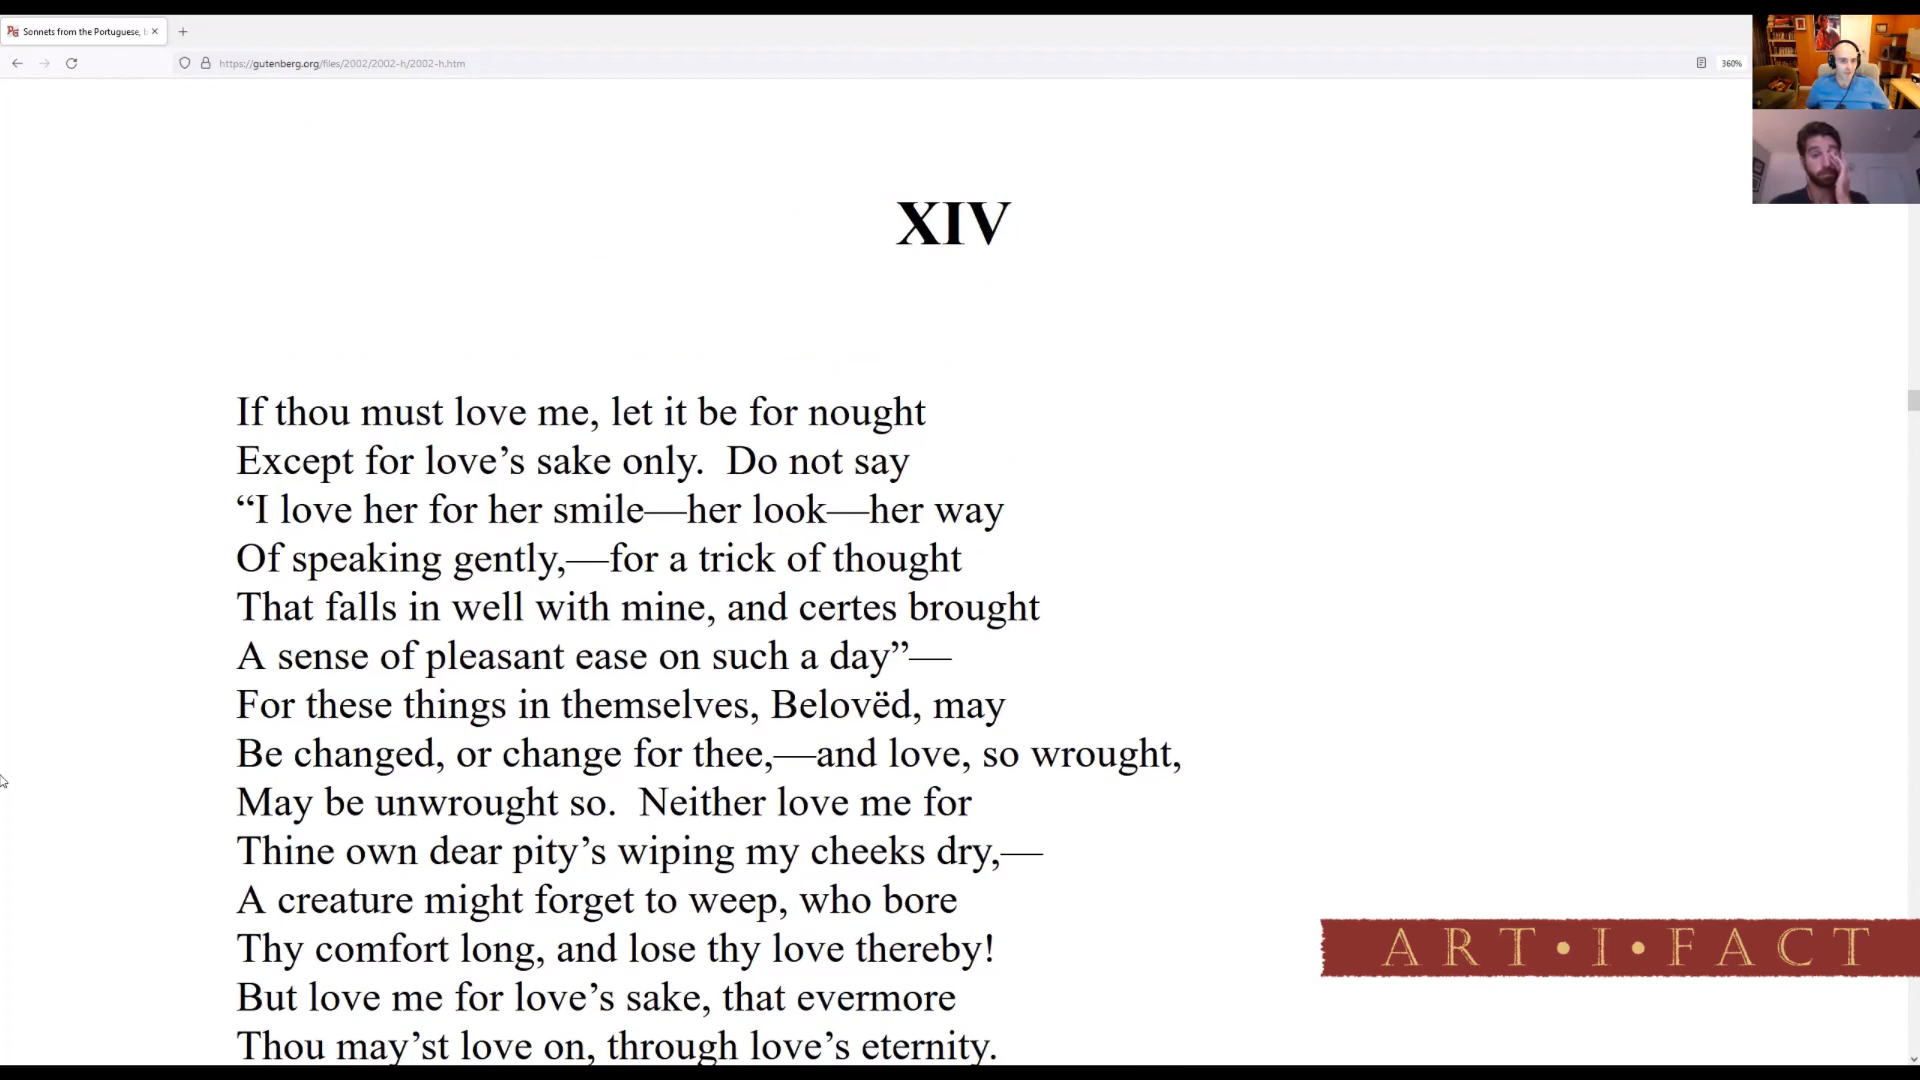 Sonnets from the Portuguese,
https://gutenberg.org/files/2002/2002-h/2002-h.htm
360%
XIV
If thou must love me, let it be for nought
Except for love’s sake only.  Do not say
“I love her for her smile—her look—her way
Of speaking gently,—for a trick of thought
That falls in well with mine, and certes brought
A sense of pleasant ease on such a day”—
For these things in themselves, Belovëd, may
Be changed, or change for thee,—and love, so wrought,
May be unwrought so.  Neither love me for
Thine own dear pity’s wiping my cheeks dry,—
A creature might forget to weep, who bore
Thy comfort long, and lose thy love thereby!
But love me for love’s sake, that evermore
Thou may’st love on, through love’s eternity.
ART•I•FACT